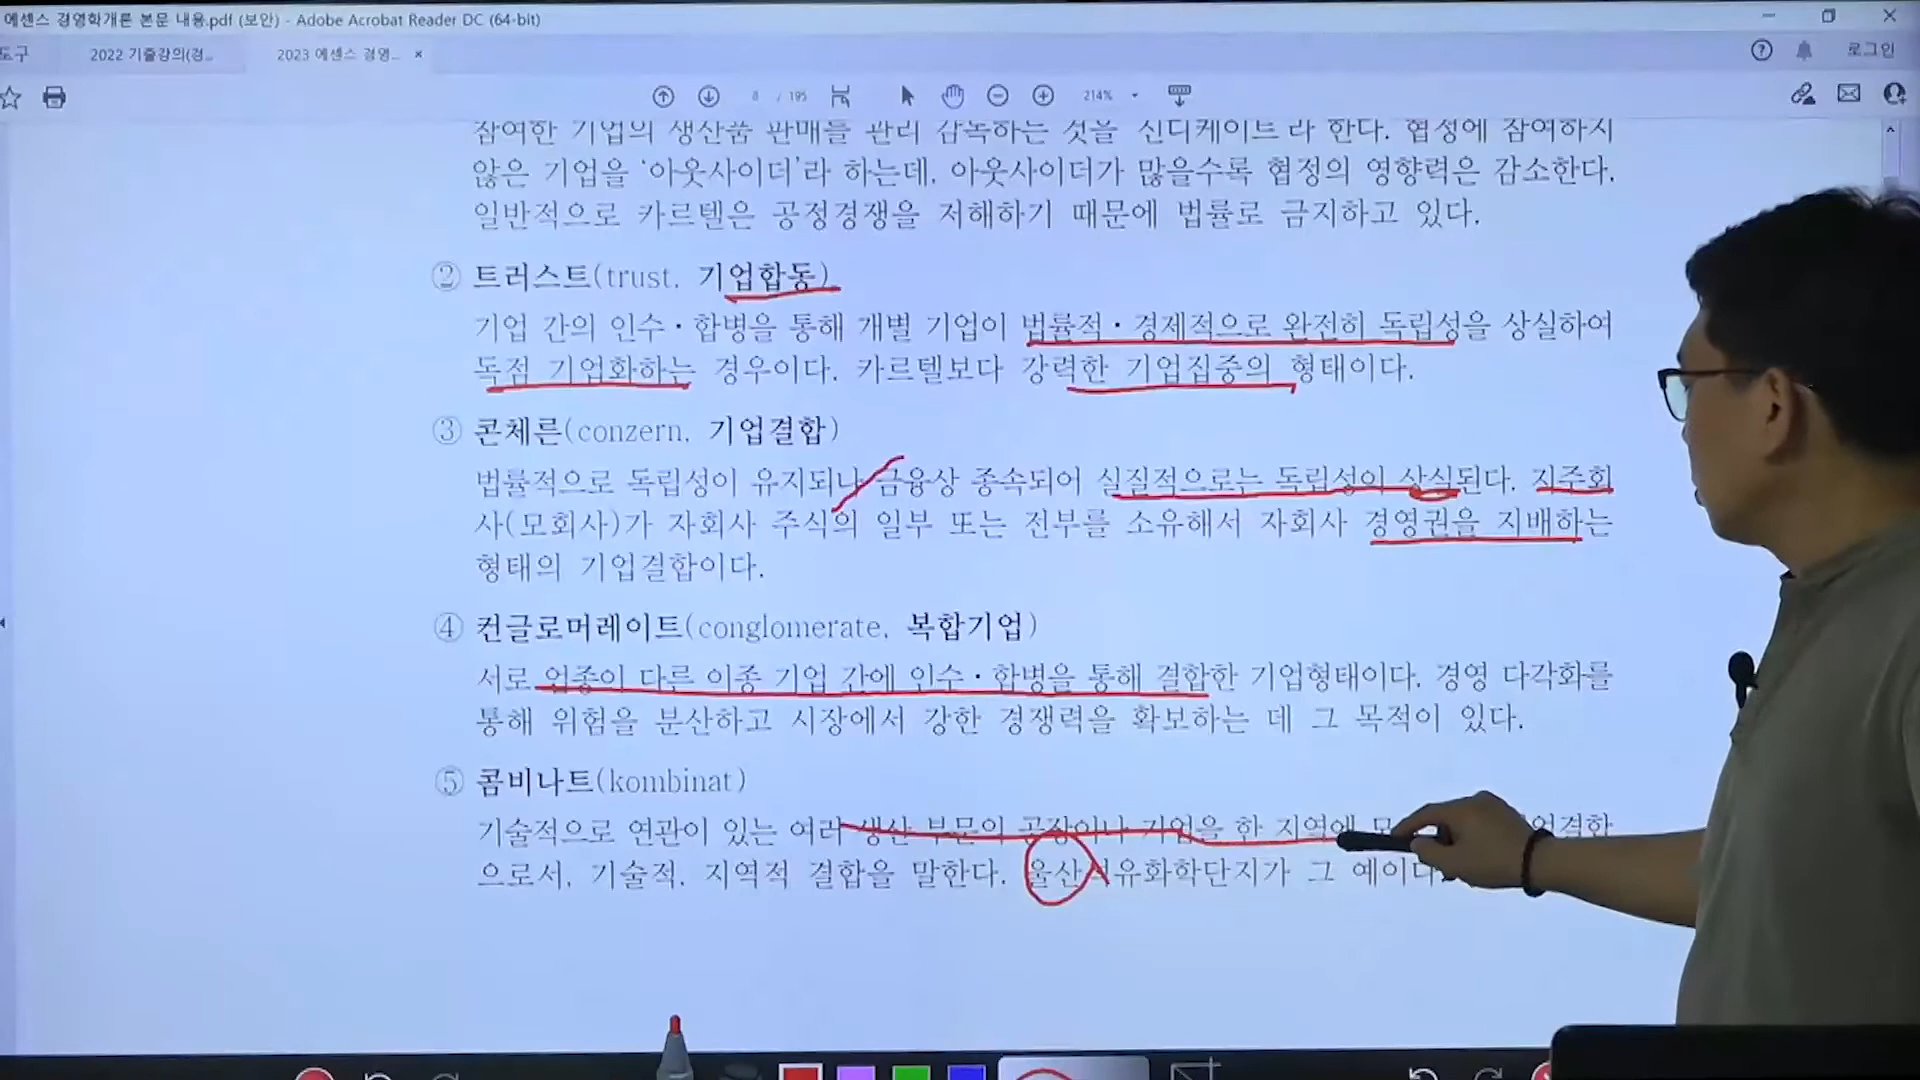 에센스 경영학개론 본문 내용.pdf (보안) - Adobe Acrobat Reader DC (64-bit)
도구 2022 기출강의(경... 2023 에센스 경영... × 로그인
8 / 195 214%
참여한 기업의 생산품 판매를 관리 감독하는 것을 신디케이트라 한다. 협정에 참여하지
않은 기업을 ‘아웃사이더’라 하는데, 아웃사이더가 많을수록 협정의 영향력은 감소한다.
일반적으로 카르텔은 공정경쟁을 저해하기 때문에 법률로 금지하고 있다.
② 트러스트(trust, 기업합동)
기업 간의 인수·합병을 통해 개별 기업이 법률적·경제적으로 완전히 독립성을 상실하여
독점 기업화하는 경우이다. 카르텔보다 강력한 기업집중의 형태이다.
③ 콘체른(conzern, 기업결합)
법률적으로 독립성이 유지되나 금융상 종속되어 실질적으로는 독립성이 상실된다. 지주회
사(모회사)가 자회사 주식의 일부 또는 전부를 소유해서 자회사 경영권을 지배하는
형태의 기업결합이다.
④ 컨글로머레이트(conglomerate, 복합기업)
서로 업종이 다른 이종 기업 간에 인수·합병을 통해 결합한 기업형태이다. 경영 다각화를
통해 위험을 분산하고 시장에서 강한 경쟁력을 확보하는 데 그 목적이 있다.
⑤ 콤비나트(kombinat)
기술적으로 연관이 있는 여러 생산 부문의 공장이나 기업을 한 지역에
으로서, 기술적, 지역적 결합을 말한다. 울산석유화학단지가 그 예이다.